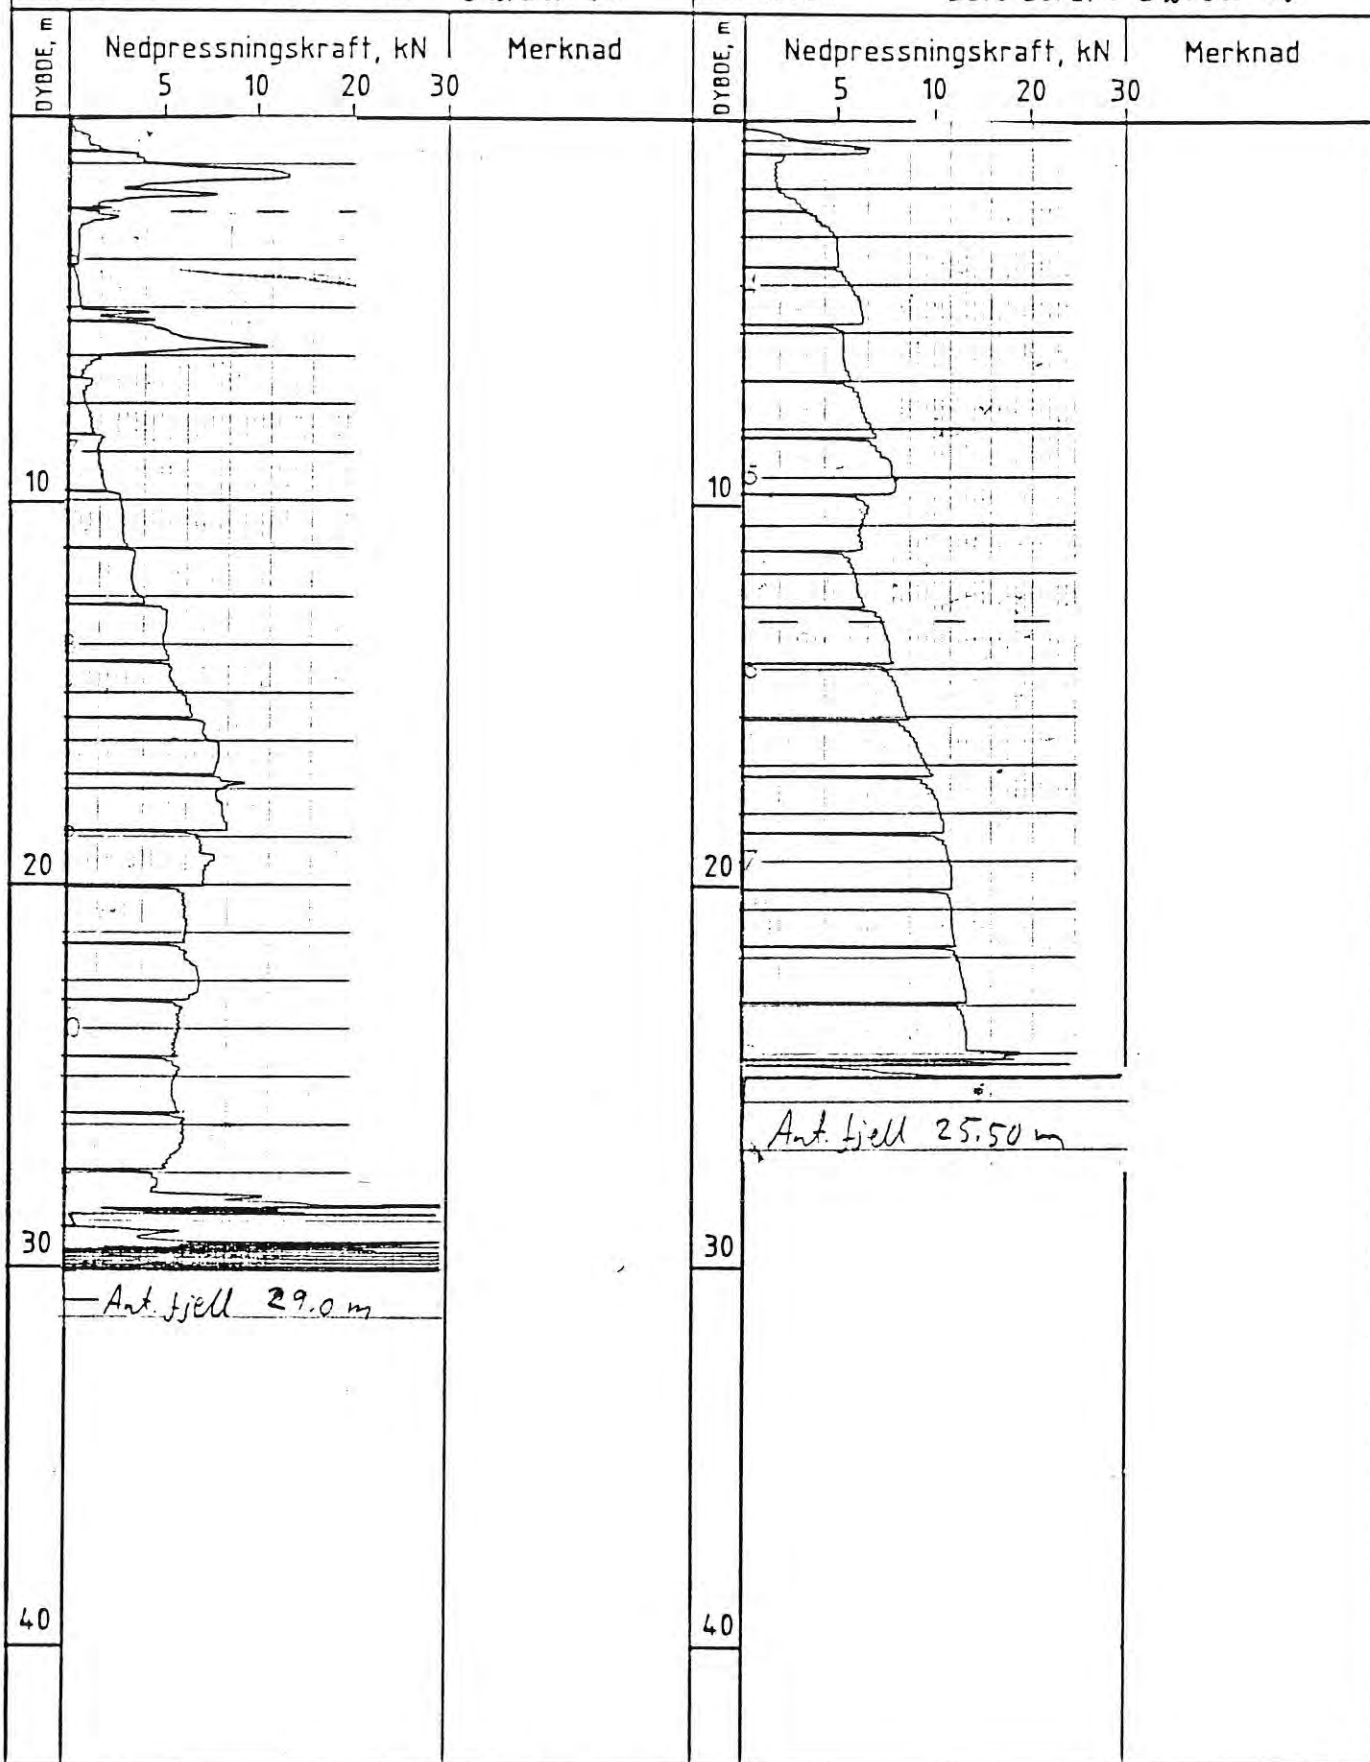 DYBDE, m
Nedpressningskraft, kN
Merknad
5 10 20 30
10
20
30
Ant. fjell 29.0 m
40
DYBDE, m
Nedpressningskraft, kN
Merknad
5 10 20 30
10
20
30
Ant. fjell 25.50 m
40